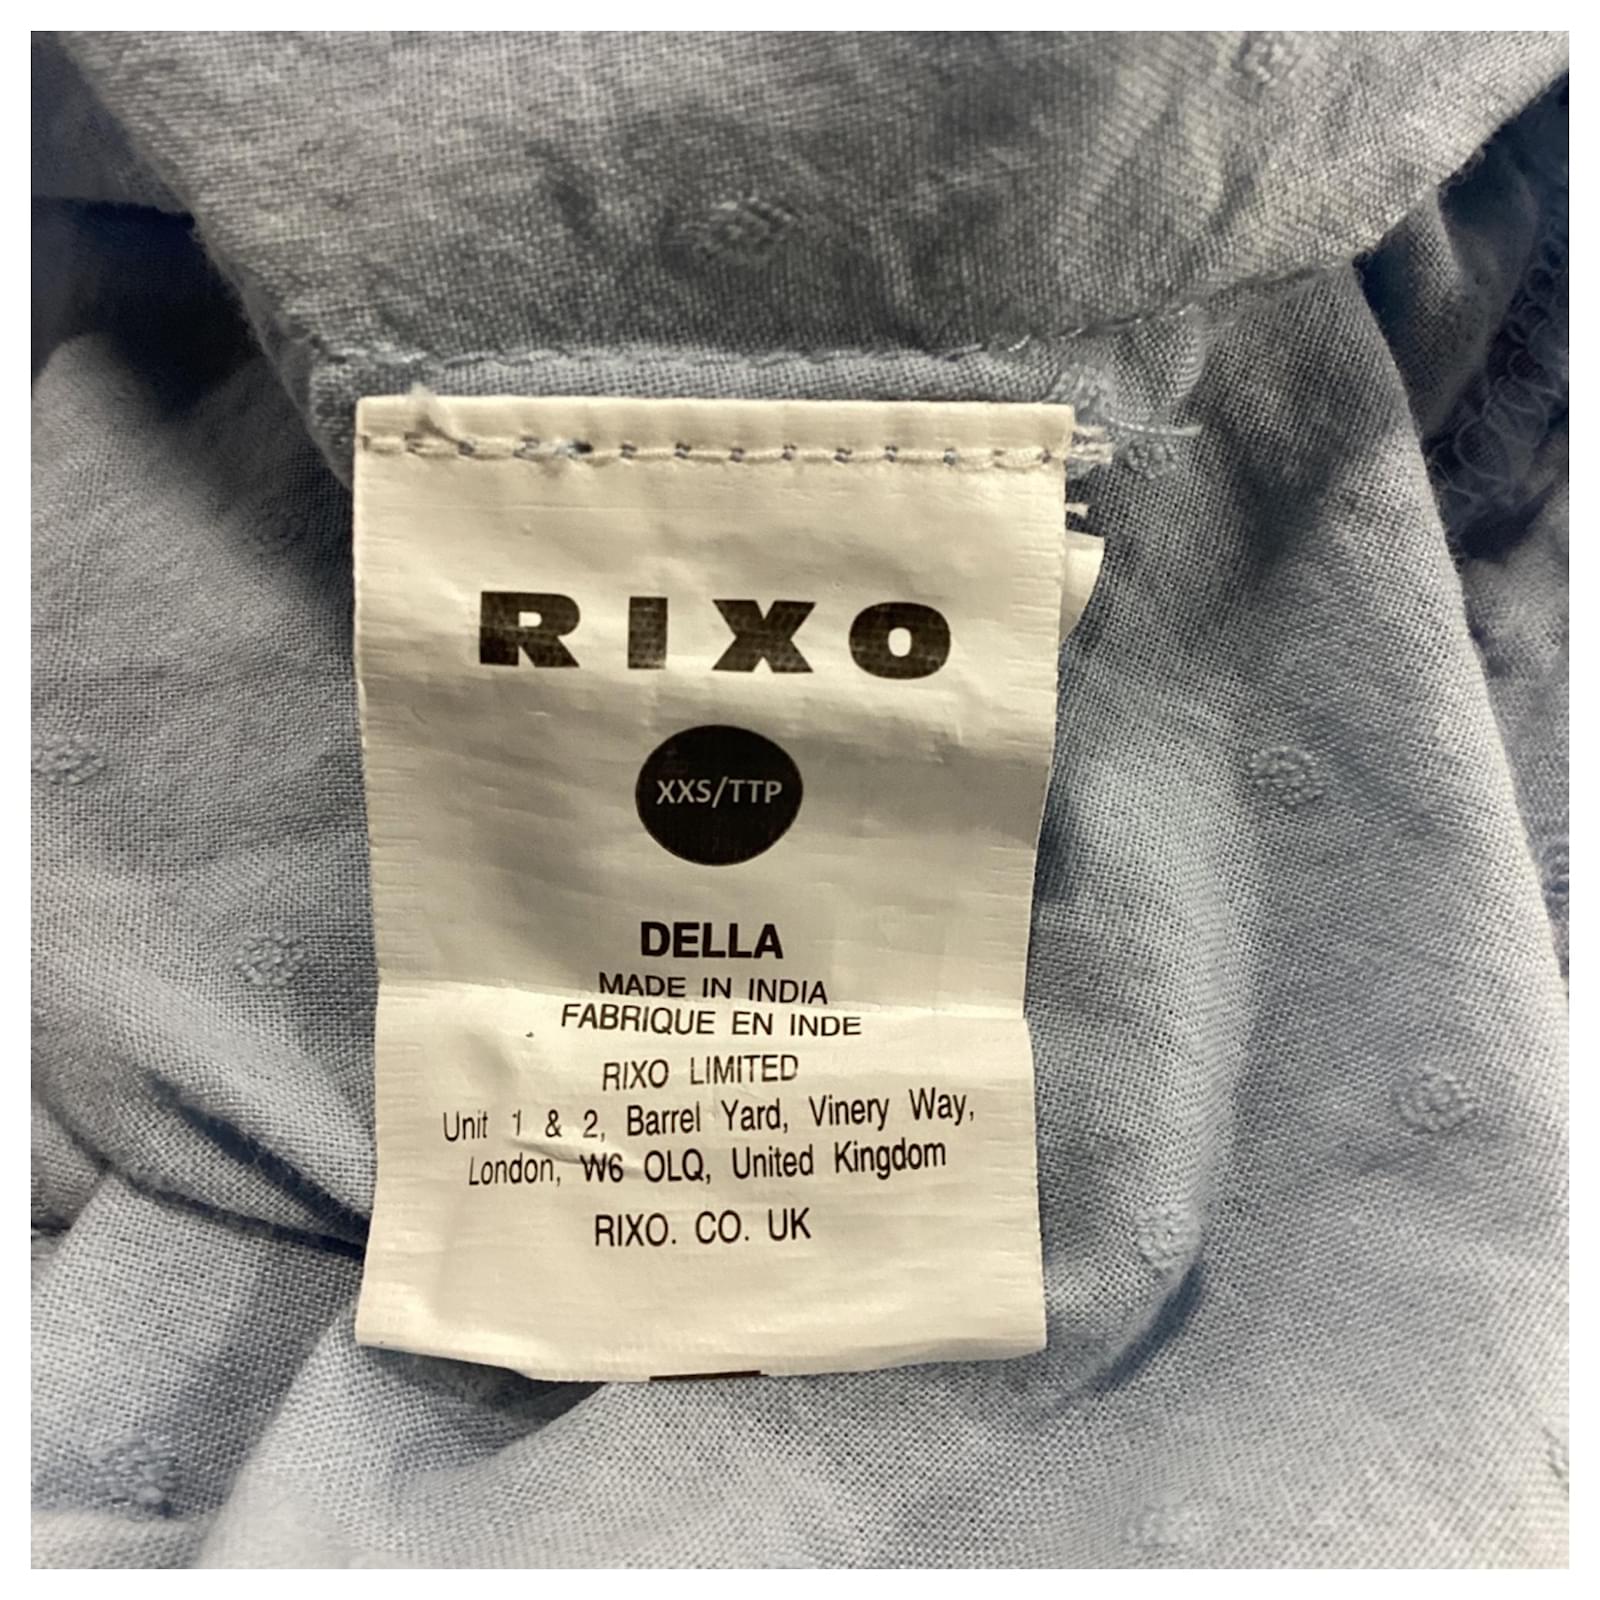 RIXO
XXS/TTP
DELLA
MADE IN INDIA
FABRIQUE EN INDE
RIXO LIMITED
Unit 1 & 2, Barrel Yard, Vinery Way,
London, W6 OLQ, United Kingdom
RIXO. CO. UK